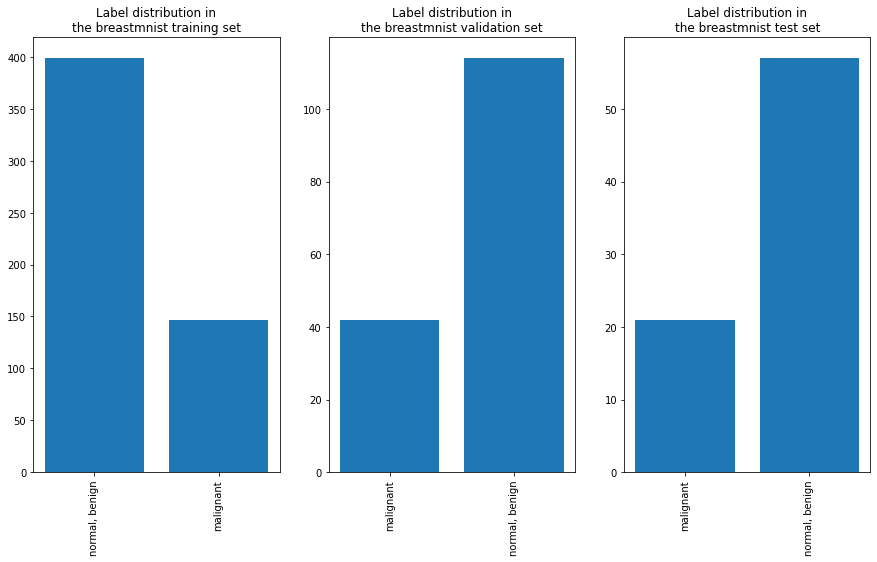 Label distribution in
the breastmnist training set
400
350
300
250
200
150
100
50
0
normal, benign
malignant
Label distribution in
the breastmnist validation set
100
80
60
40
20
0
malignant
normal, benign
Label distribution in
the breastmnist test set
50
40
30
20
10
0
malignant
normal, benign